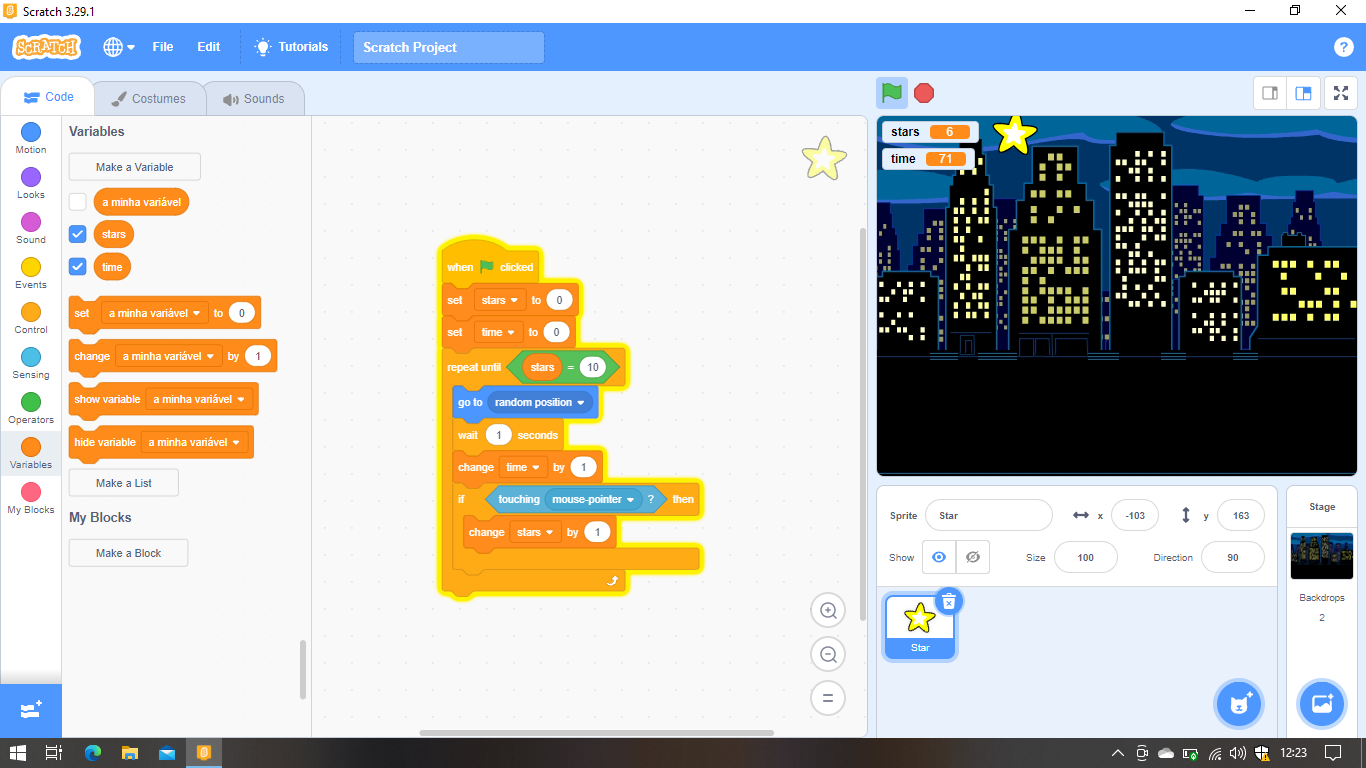 Scratch 3.29.1
SCRATCH
File
Edit
Tutorials
Scratch Project
?
Code
Costumes
Sounds
Motion
Looks
Sound
Events
Control
Sensing
Operators
Variables
My Blocks
Variables
Make a Variable
a minha variável
stars
time
set a minha variável to 0
change a minha variável by 1
show variable a minha variável
hide variable a minha variável
Make a List
My Blocks
Make a Block
when clicked
set stars to 0
set time to 0
repeat until stars = 10
go to random position
wait 1 seconds
change time by 1
if touching mouse-pointer ? then
change stars by 1
stars 6
time 71
Sprite Star x -103 y 163
Show Size 100 Direction 90
Star
Stage
Backdrops
2
12:23